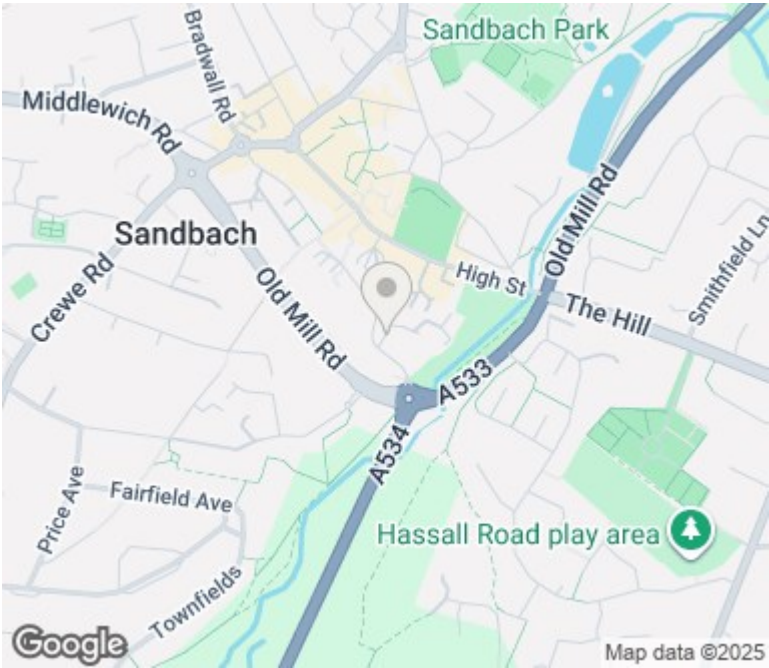 Sandbach Park
Bradwall Rd
Middlewich Rd
Sandbach
Old Mill Rd
High St
Old Mill Rd
Smithfield Ln
The Hill
Crewe Rd
A533
A534
Price Ave
Fairfield Ave
Hassall Road play area
Townfields
Google
Map data ©2025